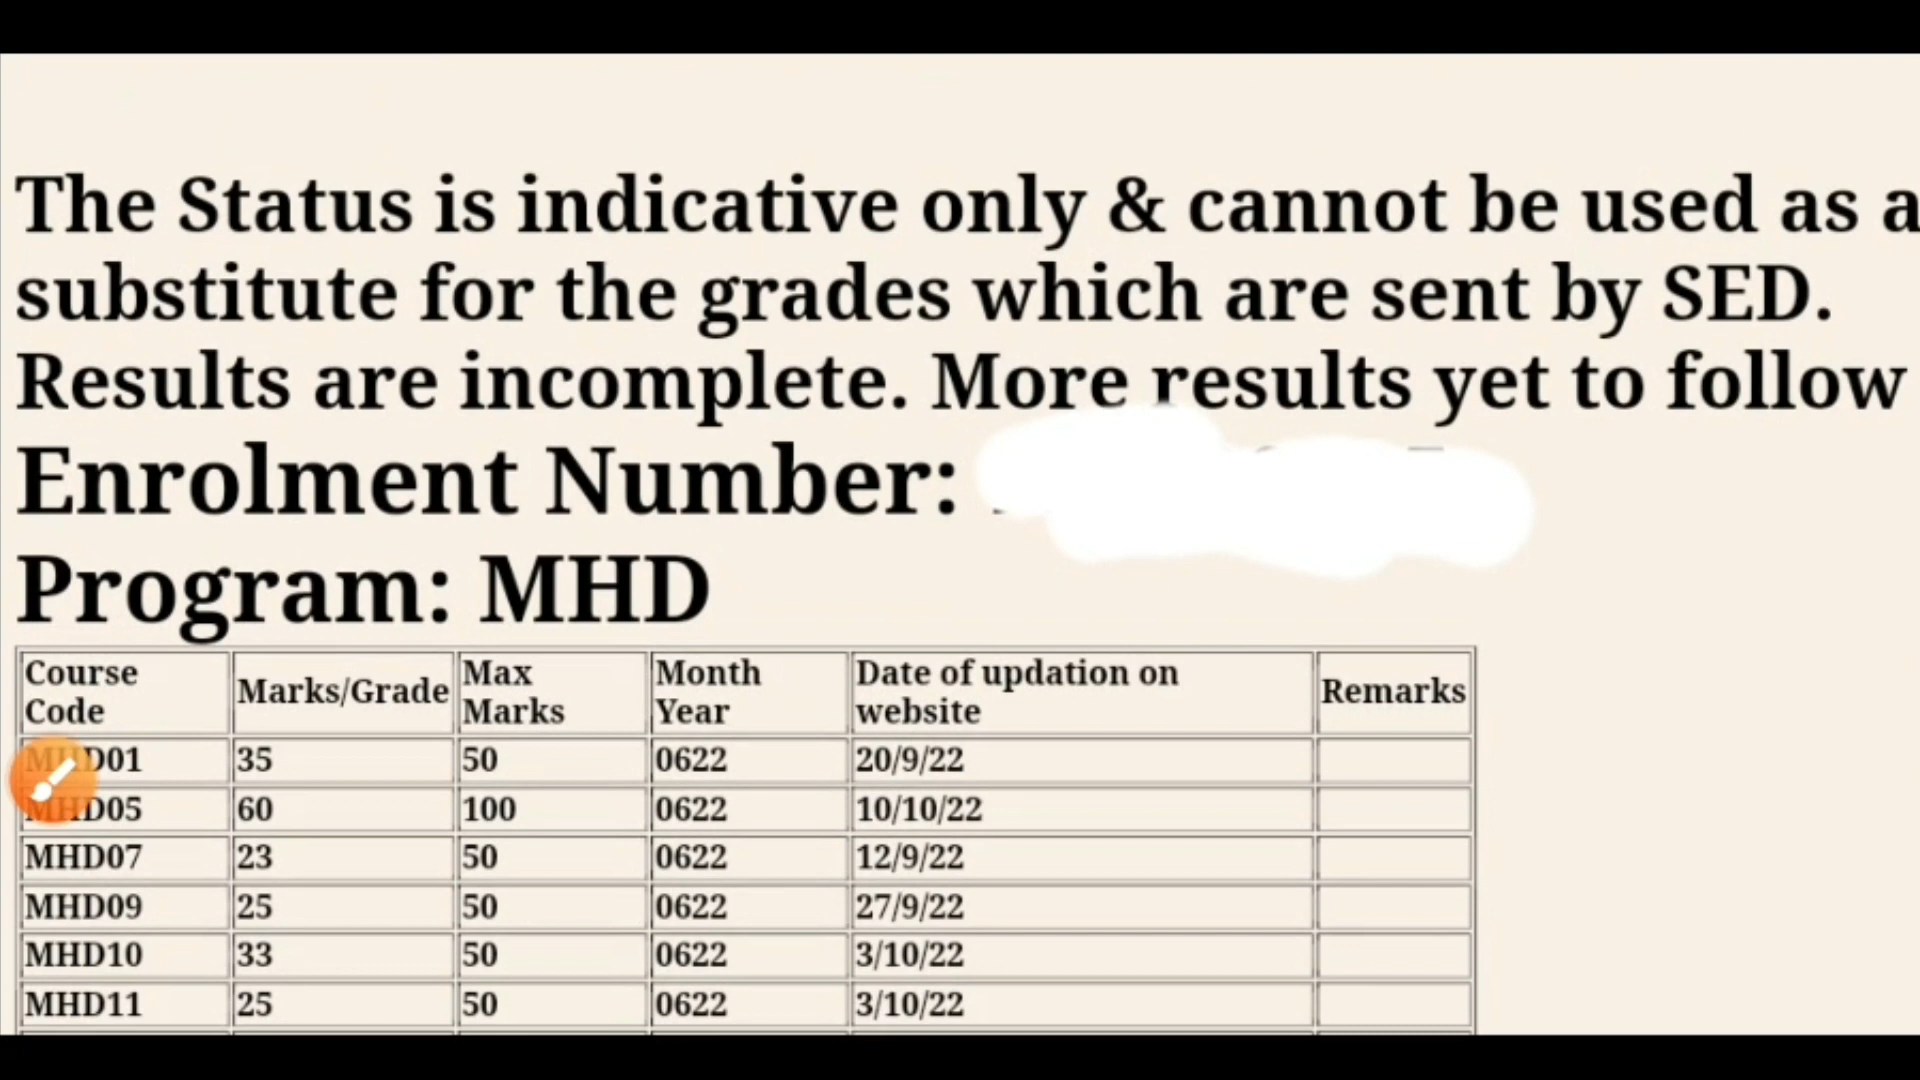 The Status is indicative only & cannot be used as a
substitute for the grades which are sent by SED.
Results are incomplete. More results yet to follow
Enrolment Number:
Program: MHD
Course Code Marks/Grade Max Marks Month Year Date of updation on website Remarks
MHD01 35 50 0622 20/9/22
MHD05 60 100 0622 10/10/22
MHD07 23 50 0622 12/9/22
MHD09 25 50 0622 27/9/22
MHD10 33 50 0622 3/10/22
MHD11 25 50 0622 3/10/22